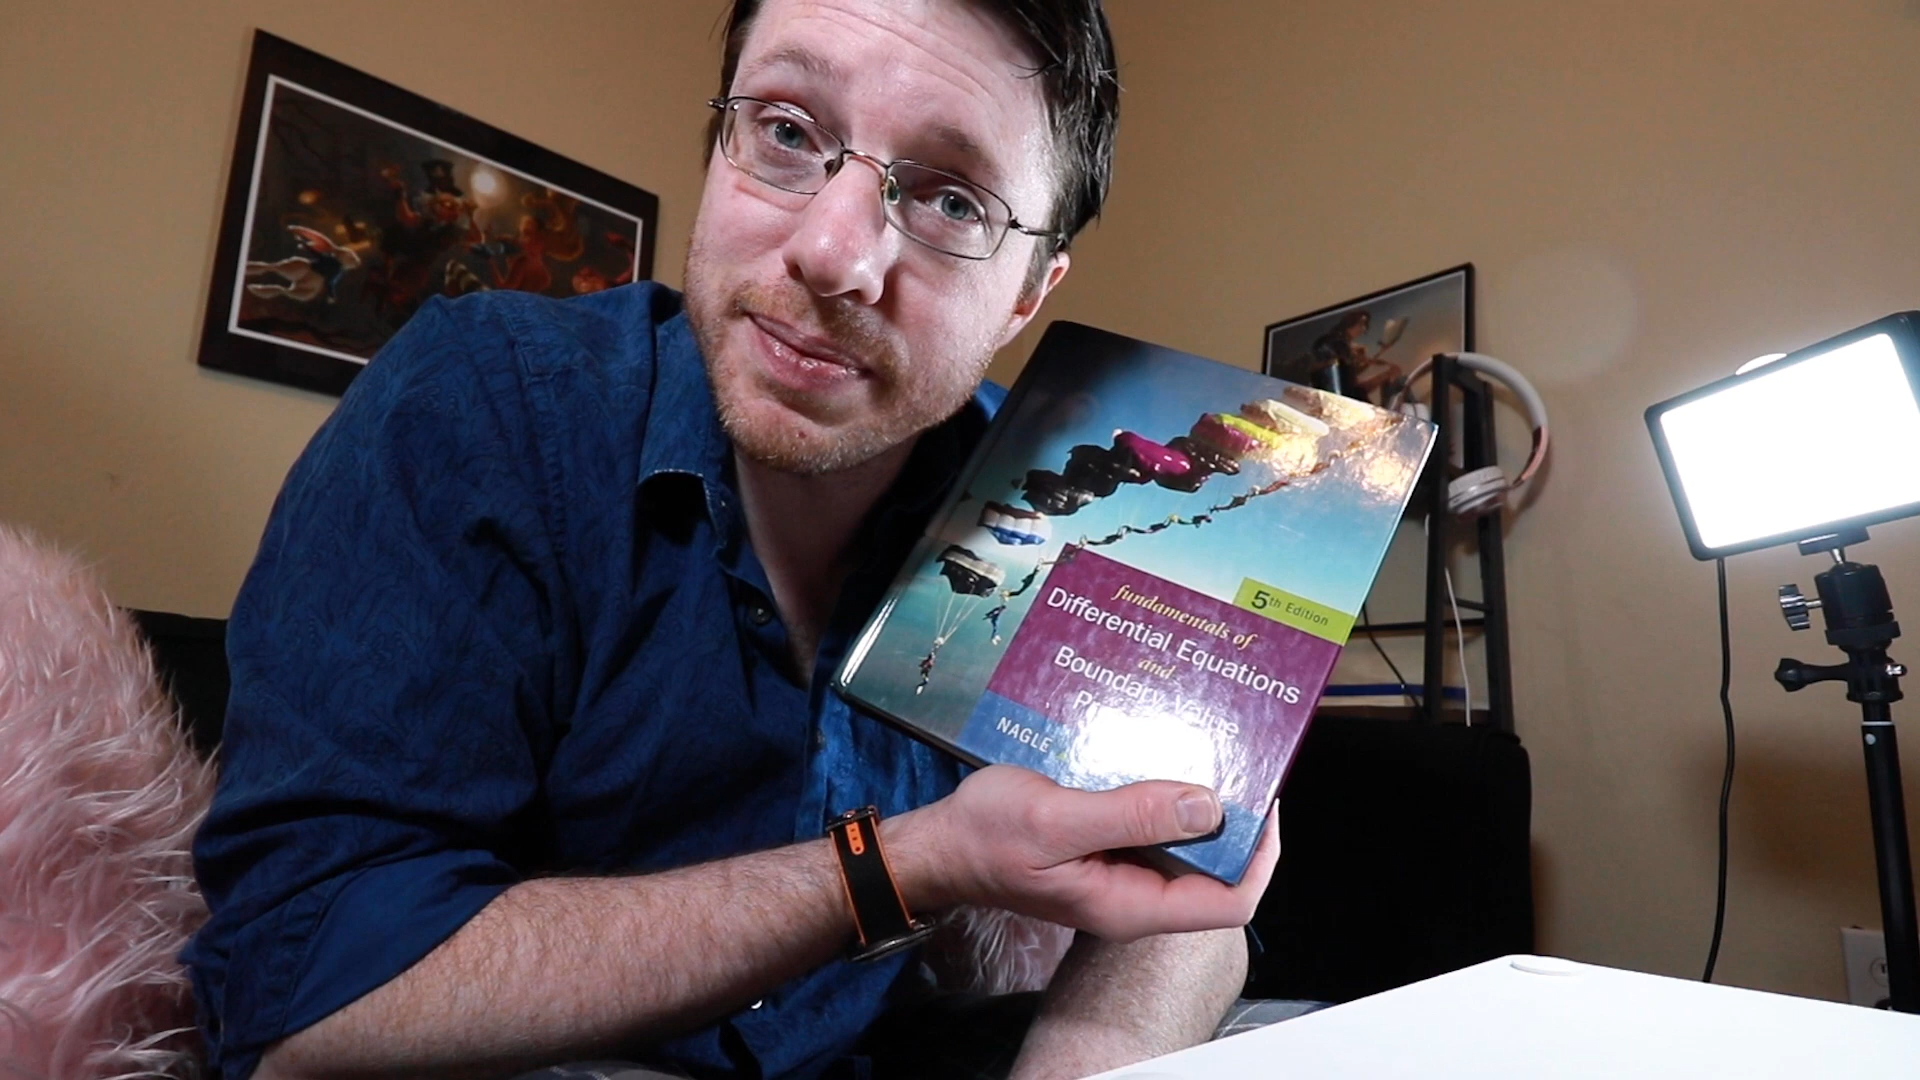 5th Edition
fundamentals of
Differential Equations
and
Boundary Value
NAGLE